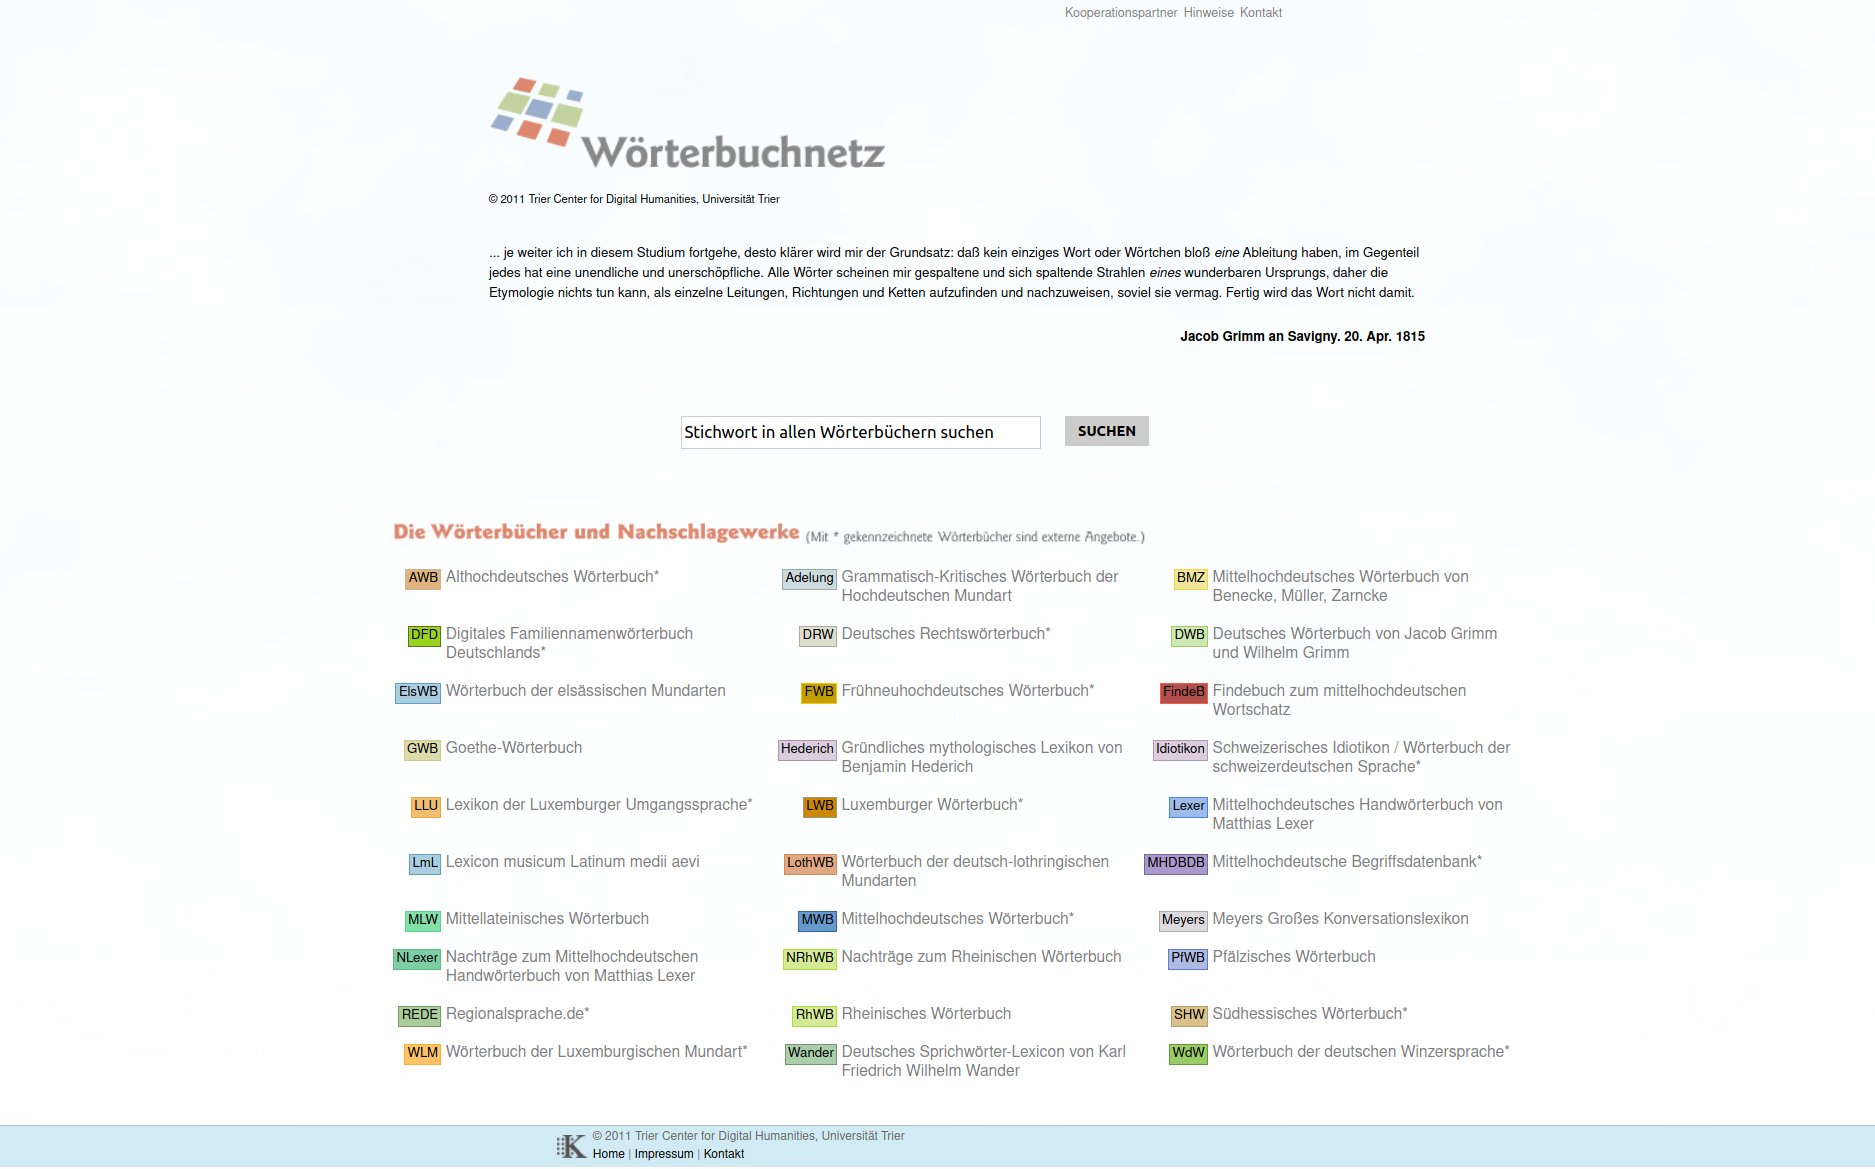 Kooperationspartner Hinweise Kontakt
Wörterbuchnetz
© 2011 Trier Center for Digital Humanities, Universität Trier
... je weiter ich in diesem Studium fortgehe, desto klärer wird mir der Grundsatz: daß kein einziges Wort oder Wörtchen bloß eine Ableitung haben, im Gegenteil
jedes hat eine unendliche und unerschöpfliche. Alle Wörter scheinen mir gespaltene und sich spaltende Strahlen eines wunderbaren Ursprungs, daher die
Etymologie nichts tun kann, als einzelne Leitungen, Richtungen und Ketten aufzufinden und nachzuweisen, soviel sie vermag. Fertig wird das Wort nicht damit.
Jacob Grimm an Savigny. 20. Apr. 1815
Stichwort in allen Wörterbüchern suchen SUCHEN
Die Wörterbücher und Nachschlagewerke (Mit * gekennzeichnete Wörterbücher sind externe Angebote.)
AWB Althochdeutsches Wörterbuch*
Adelung Grammatisch-Kritisches Wörterbuch der
Hochdeutschen Mundart
BMZ Mittelhochdeutsches Wörterbuch von
Benecke, Müller, Zarncke
DFD Digitales Familiennamenwörterbuch
Deutschlands*
DRW Deutsches Rechtswörterbuch*
DWB Deutsches Wörterbuch von Jacob Grimm
und Wilhelm Grimm
ElsWB Wörterbuch der elsässischen Mundarten
FWB Frühneuhochdeutsches Wörterbuch*
FindeB Findebuch zum mittelhochdeutschen
Wortschatz
GWB Goethe-Wörterbuch
Hederich Gründliches mythologisches Lexikon von
Benjamin Hederich
Idiotikon Schweizerisches Idiotikon / Wörterbuch der
schweizerdeutschen Sprache*
LLU Lexikon der Luxemburger Umgangssprache*
LWB Luxemburger Wörterbuch*
Lexer Mittelhochdeutsches Handwörterbuch von
Matthias Lexer
LmL Lexicon musicum Latinum medii aevi
LothWB Wörterbuch der deutsch-lothringischen
Mundarten
MHDBDB Mittelhochdeutsche Begriffsdatenbank*
MLW Mittellateinisches Wörterbuch
MWB Mittelhochdeutsches Wörterbuch*
Meyers Meyers Großes Konversationslexikon
NLexer Nachträge zum Mittelhochdeutschen
Handwörterbuch von Matthias Lexer
NRhWB Nachträge zum Rheinischen Wörterbuch
PfWB Pfälzisches Wörterbuch
REDE Regionalsprache.de*
RhWB Rheinisches Wörterbuch
SHW Südhessisches Wörterbuch*
WLM Wörterbuch der Luxemburgischen Mundart*
Wander Deutsches Sprichwörter-Lexicon von Karl
Friedrich Wilhelm Wander
WdW Wörterbuch der deutschen Winzersprache*
K © 2011 Trier Center for Digital Humanities, Universität Trier
Home | Impressum | Kontakt